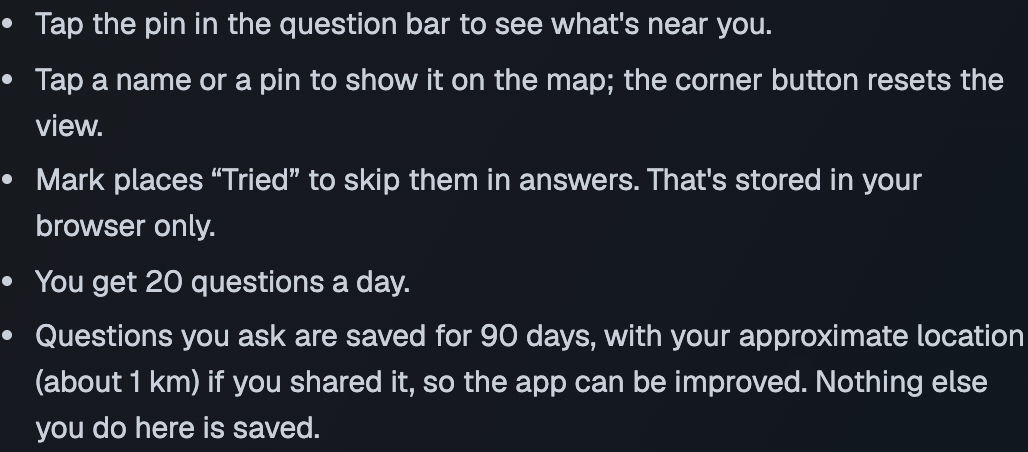 • Tap the pin in the question bar to see what's near you.
• Tap a name or a pin to show it on the map; the corner button resets the
view.
• Mark places “Tried” to skip them in answers. That's stored in your
browser only.
• You get 20 questions a day.
• Questions you ask are saved for 90 days, with your approximate location
(about 1 km) if you shared it, so the app can be improved. Nothing else
you do here is saved.